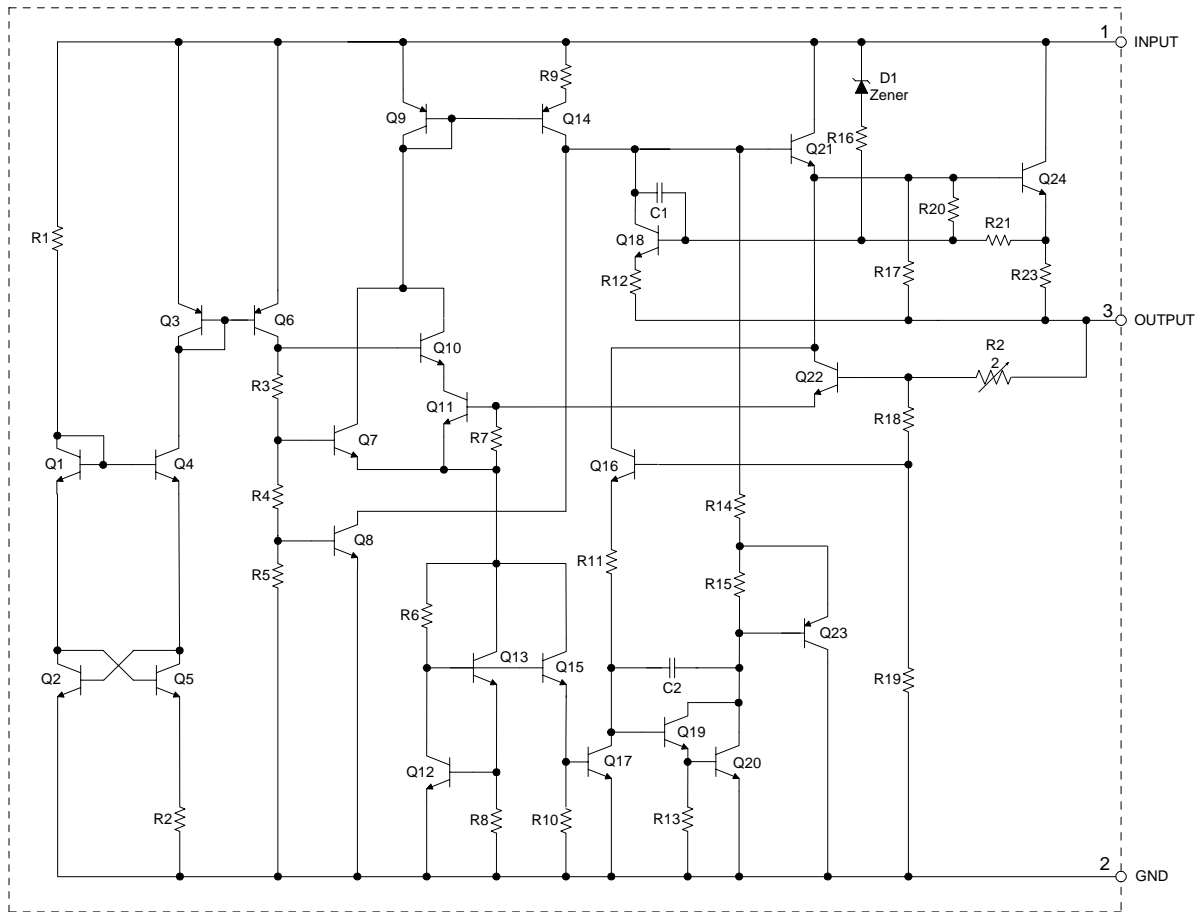 1
INPUT
R9
D1
Zener
Q9
Q14
R16
Q21
Q24
C1
R20
R21
R1
Q18
R12
R17
R23
Q3
Q6
3
OUTPUT
Q10
R2
2
R3
Q22
Q11
R7
R18
Q7
Q1
Q4
Q16
R4
R14
Q8
R11
R15
R5
R6
Q23
Q13
Q15
Q2
Q5
C2
R19
Q19
Q12
Q17
Q20
R2
R8
R10
R13
2
GND